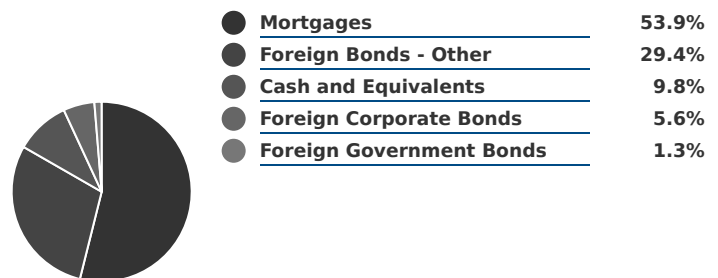 Mortgages 53.9%
Foreign Bonds - Other 29.4%
Cash and Equivalents 9.8%
Foreign Corporate Bonds 5.6%
Foreign Government Bonds 1.3%